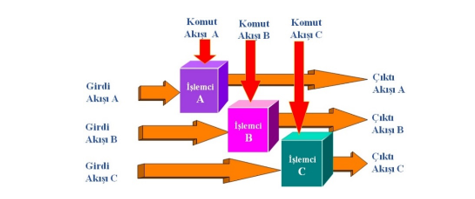 Komut
Akışı A
Komut
Akışı B
Komut
Akışı C
Girdi
Akışı A
İşlemci
A
Çıktı
Akışı A
Girdi
Akışı B
İşlemci
B
Çıktı
Akışı B
Girdi
Akışı C
İşlemci
C
Çıktı
Akışı C